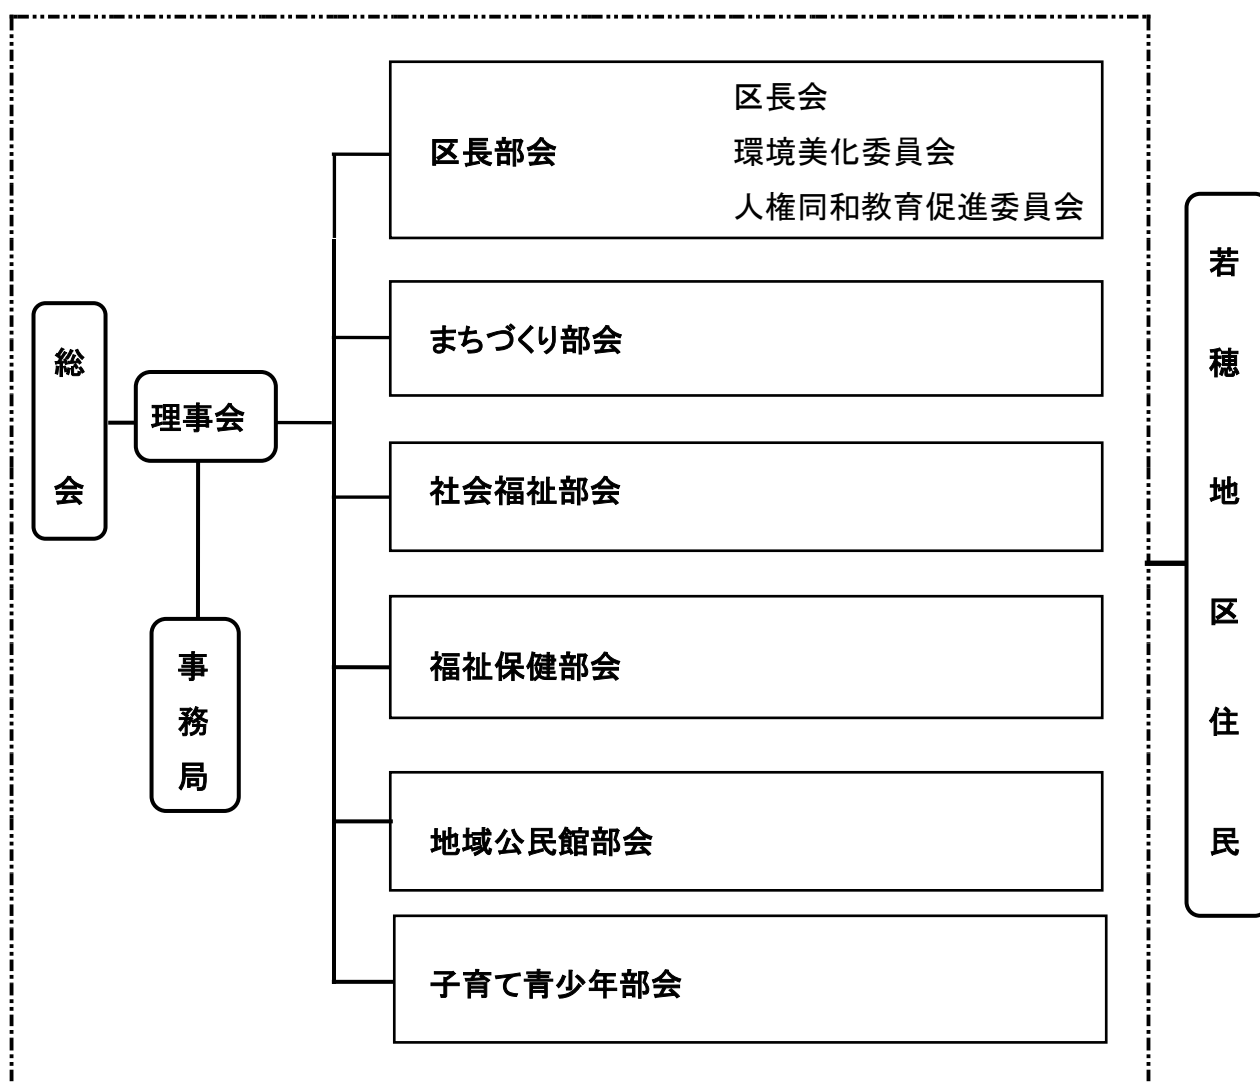 総会
理事会
事務局
区長部会
区長会
環境美化委員会
人権同和教育促進委員会
まちづくり部会
社会福祉部会
福祉保健部会
地域公民館部会
子育て青少年部会
若穂地区住民